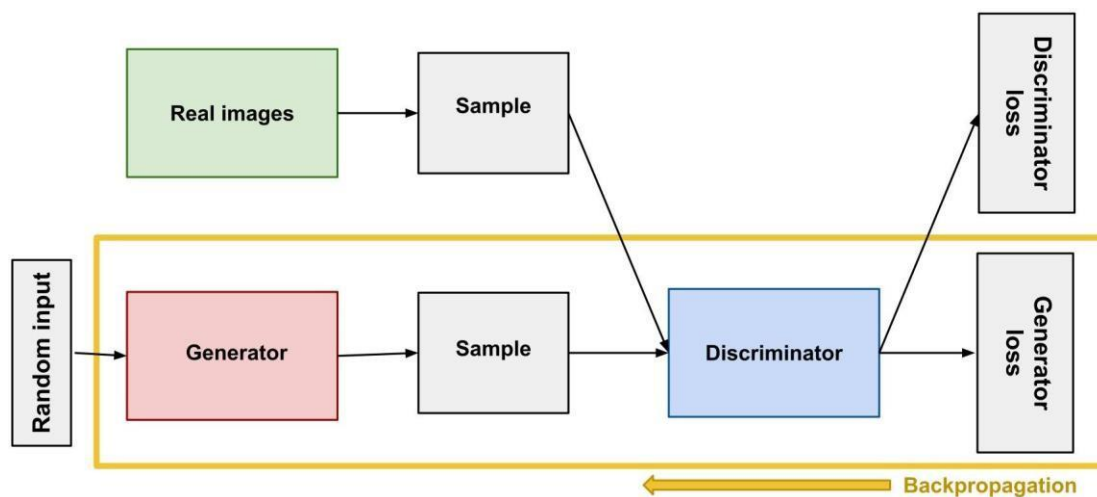 Real images
Sample
Discriminator
loss
Random input
Generator
Sample
Discriminator
Generator
loss
Backpropagation